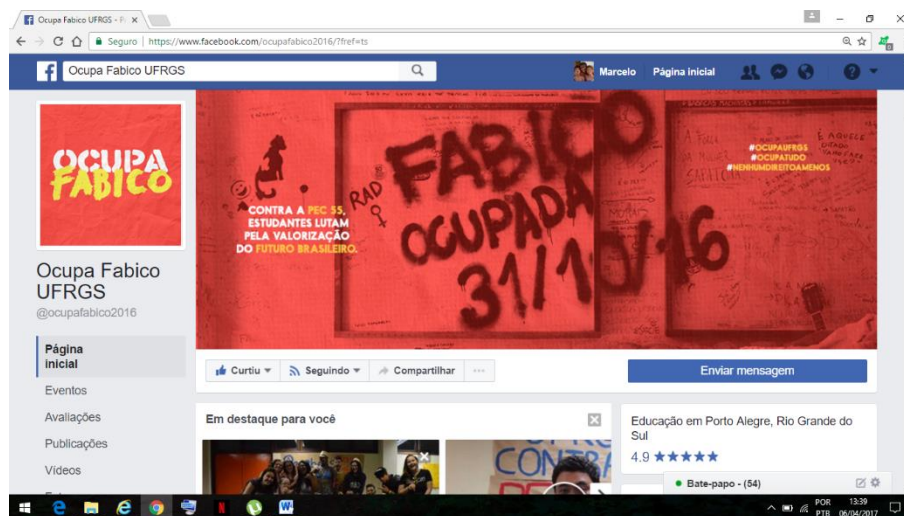 Ocupa Fabico UFRGS - Fa
Seguro | https://www.facebook.com/ocupafabico2016/?fref=ts
Ocupa Fabico UFRGS
Marcelo Página inicial
OCUPA
FABICO
CONTRA A PEC 55,
ESTUDANTES LUTAM
PELA VALORIZAÇÃO
DO FUTURO BRASILEIRO.
RAD
FABICO
OCUPADA
31/10/16
#OCUPAUFRGS
#OCUPATUDO
#NENHUMDIREITOAMENOS
Ocupa Fabico
UFRGS
@ocupafabico2016
Página
inicial
Eventos
Avaliações
Publicações
Vídeos
Curtiu
Seguindo
Compartilhar
Enviar mensagem
Em destaque para você
CONTRA
Educação em Porto Alegre, Rio Grande do
Sul
4.9
Bate-papo - (54)
POR
PTB
13:39
06/04/2017